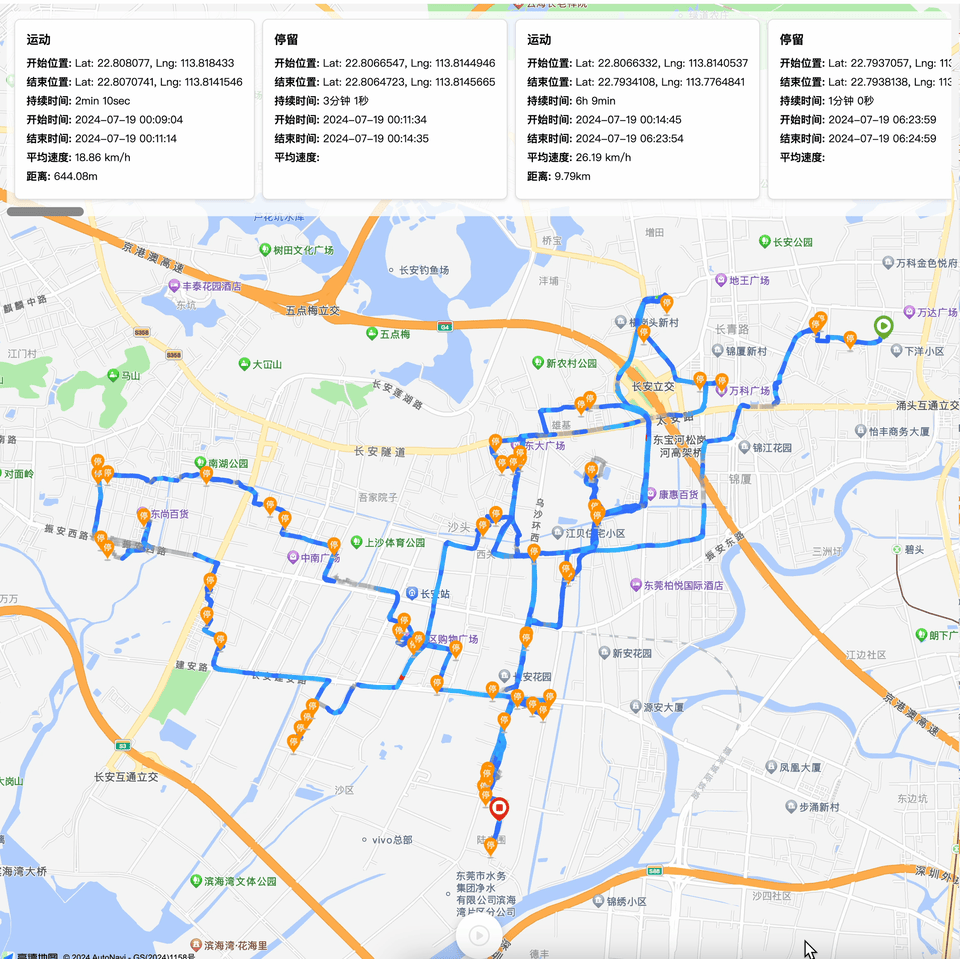 运动
开始位置: Lat: 22.808077, Lng: 113.818433
结束位置: Lat: 22.8070741, Lng: 113.8141546
持续时间: 2min 10sec
开始时间: 2024-07-19 00:09:04
结束时间: 2024-07-19 00:11:14
平均速度: 18.86 km/h
距离: 644.08m
停留
开始位置: Lat: 22.8066547, Lng: 113.8144946
结束位置: Lat: 22.8064723, Lng: 113.8145665
持续时间: 3分钟 1秒
开始时间: 2024-07-19 00:11:34
结束时间: 2024-07-19 00:14:35
平均速度:
运动
开始位置: Lat: 22.8066332, Lng: 113.8140537
结束位置: Lat: 22.7934108, Lng: 113.7764841
持续时间: 6h 9min
开始时间: 2024-07-19 00:14:45
结束时间: 2024-07-19 06:23:54
平均速度: 26.19 km/h
距离: 9.79km
停留
开始位置: Lat: 22.7937057, Lng: 113
结束位置: Lat: 22.7938138, Lng: 113
持续时间: 1分钟 0秒
开始时间: 2024-07-19 06:23:59
结束时间: 2024-07-19 06:24:59
平均速度:
京港澳高速
树田文化广场
桥宝
增田
长安公园
长安钓鱼场
沣埔
地王广场
万科金色悦府
麒麟中路
丰泰花园酒店
东坑
五点梅立交
五点梅
G4
S358
S358
长青路
万达广场
锦厦新村
下洋小区
江门村
马山
大岇山
新农村公园
长安莲湖路
长安立交
万科广场
涌头互通立交
雄基
东大广场
长安隧道
东宝河松岗
河高架桥
锦江花园
怡丰商务大厦
锦厦
对面岭
南湖公园
吾家院子
康惠百货
东尚百货
乌沙环西
沙头
江贝住宅小区
振安西路
上沙体育公园
中南广场
振安东路
三洲圩
碧头
东莞柏悦国际酒店
长安站
区购物广场
朗下广
新安花园
江边社区
建安路
长安建安路
长安花园
源安大厦
京港澳高速
S3
长安互通立交
凤凰大厦
沙区
步涌新村
东边坑
vivo总部
东莞市水务
集团净水
有限公司滨海
湾片区分公司
S86
深圳外环
滨海湾大桥
滨海湾文体公园
锦绣小区
沙四社区
滨海湾·花海里
德丰
高德地图 © 2024 AutoNavi - GS(2024)1158号